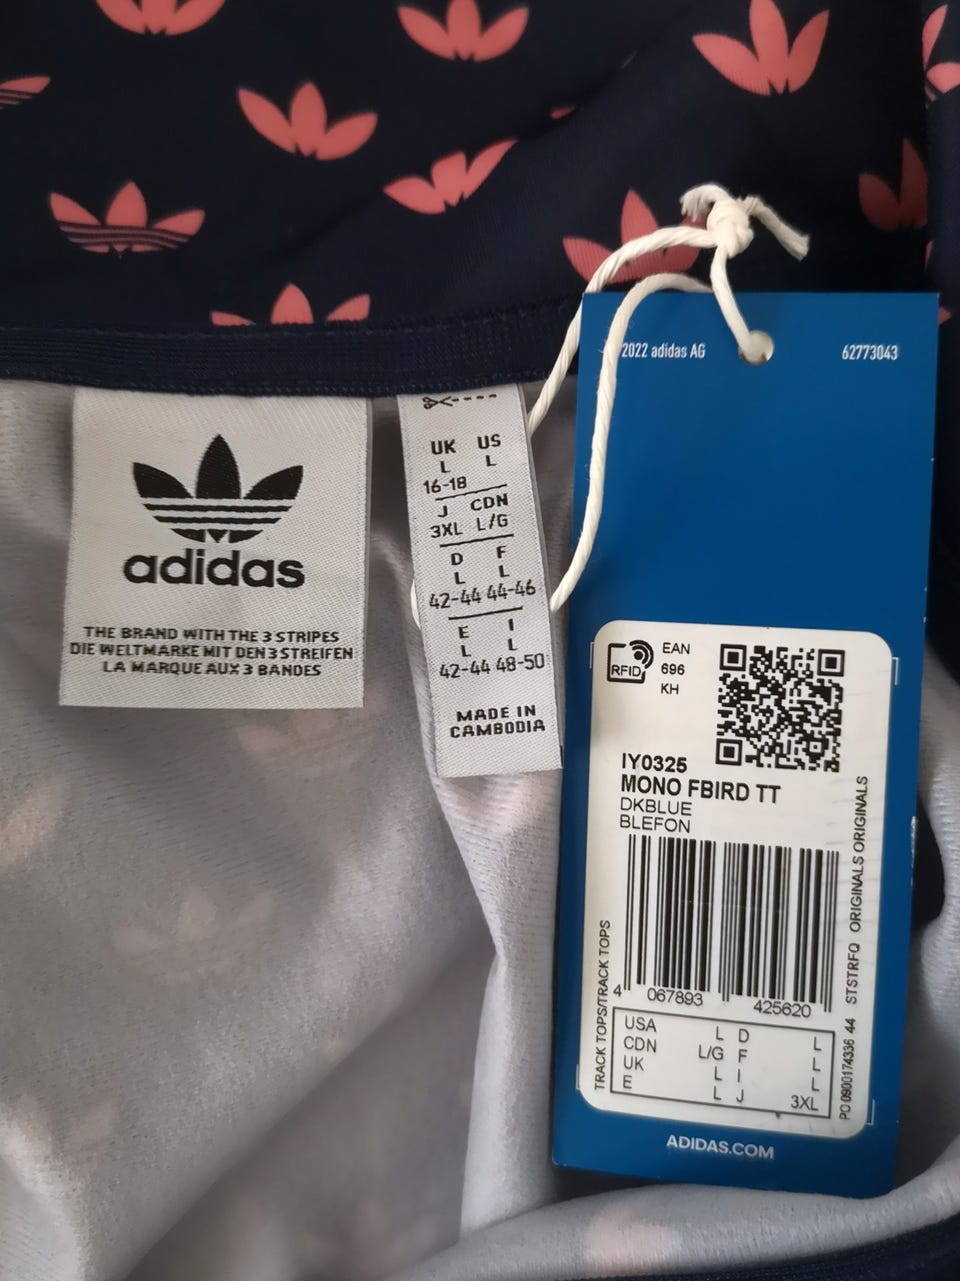 adidas
THE BRAND WITH THE 3 STRIPES
DIE WELTMARKE MIT DEN 3 STREIFEN
LA MARQUE AUX 3 BANDES
UK US
L L
16-18
J CDN
3XL L/G
D F
L L
42-44 44-46
E I
L L
42-44 48-50
MADE IN
CAMBODIA
2022 adidas AG 62773043
RFID
EAN
696
KH
IY0325
MONO FBIRD TT
DKBLUE
BLEFON
4 067893 425620
USA L D L
CDN L/G F L
UK L I L
E L J 3XL
TRACK TOPS/TRACK TOPS
PO 0900174336 44 STSTRFQ ORIGINALS ORIGINALS
ADIDAS.COM